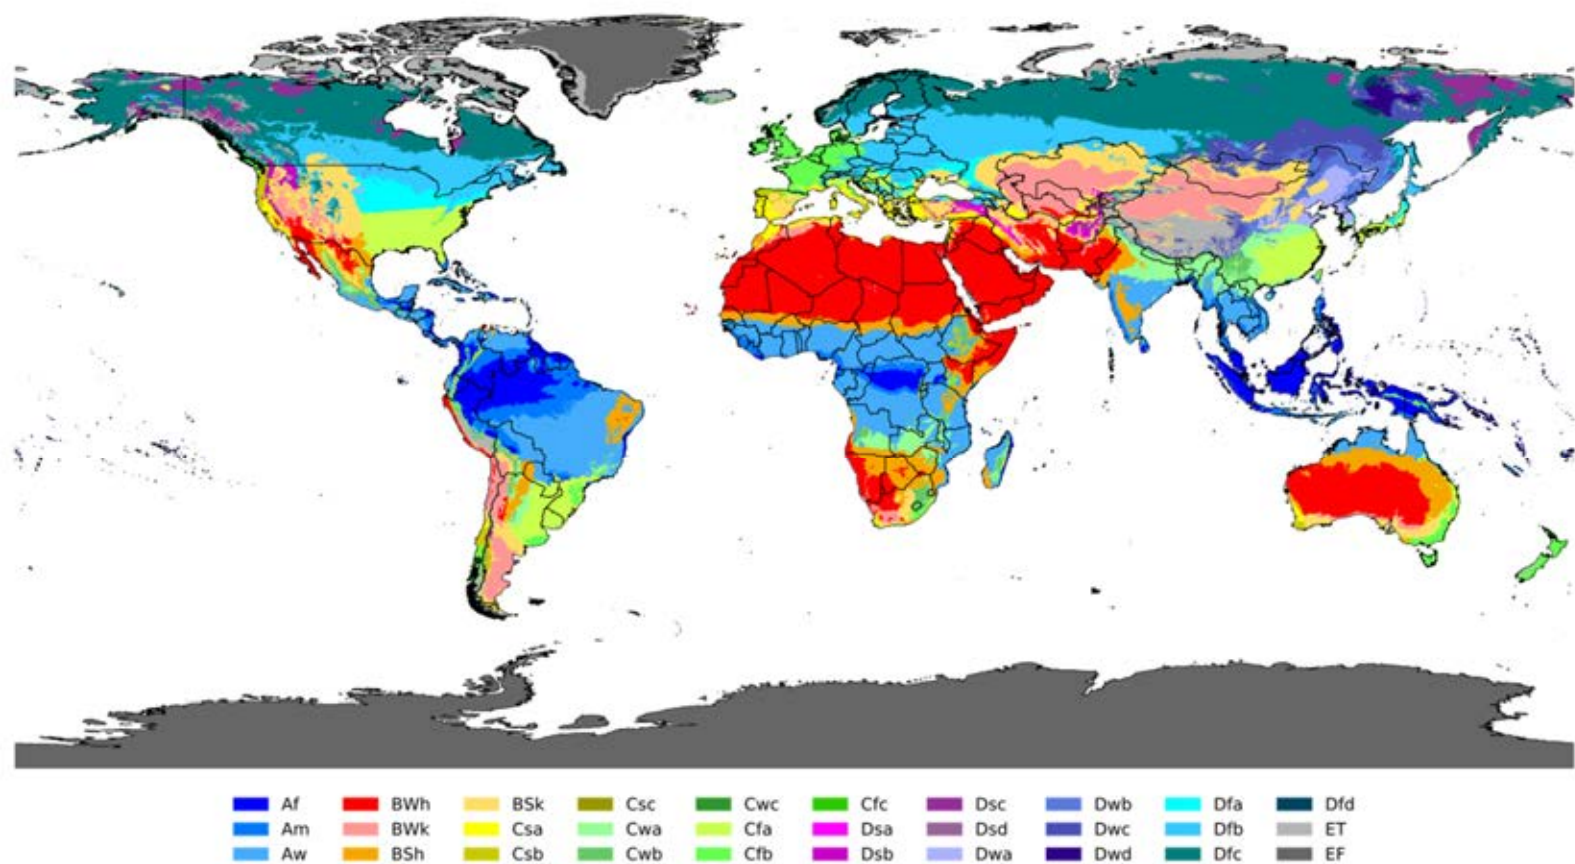 Af BWh BSk Csc Cwc Cfc Dsc Dwb Dfa Dfd
Am BWk Csa Cwa Cfa Dsa Dsd Dwc Dfb ET
Aw BSh Csb Cwb Cfb Dsb Dwa Dwd Dfc EF